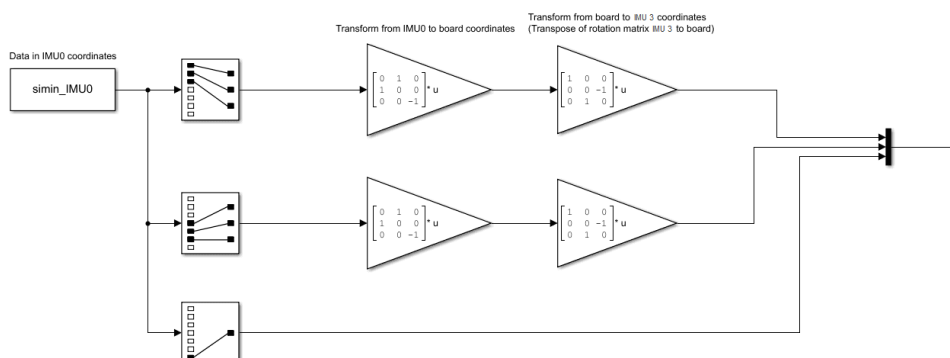 Transform from board to IMU 3 coordinates
Transform from IMU0 to board coordinates
(Transpose of rotation matrix IMU 3 to board)
Data in IMU0 coordinates
simin_IMU0
0 1 0
1 0 0
0 0 -1
* u
1 0 0
0 0 -1
0 1 0
* u
0 1 0
1 0 0
0 0 -1
* u
1 0 0
0 0 -1
0 1 0
* u